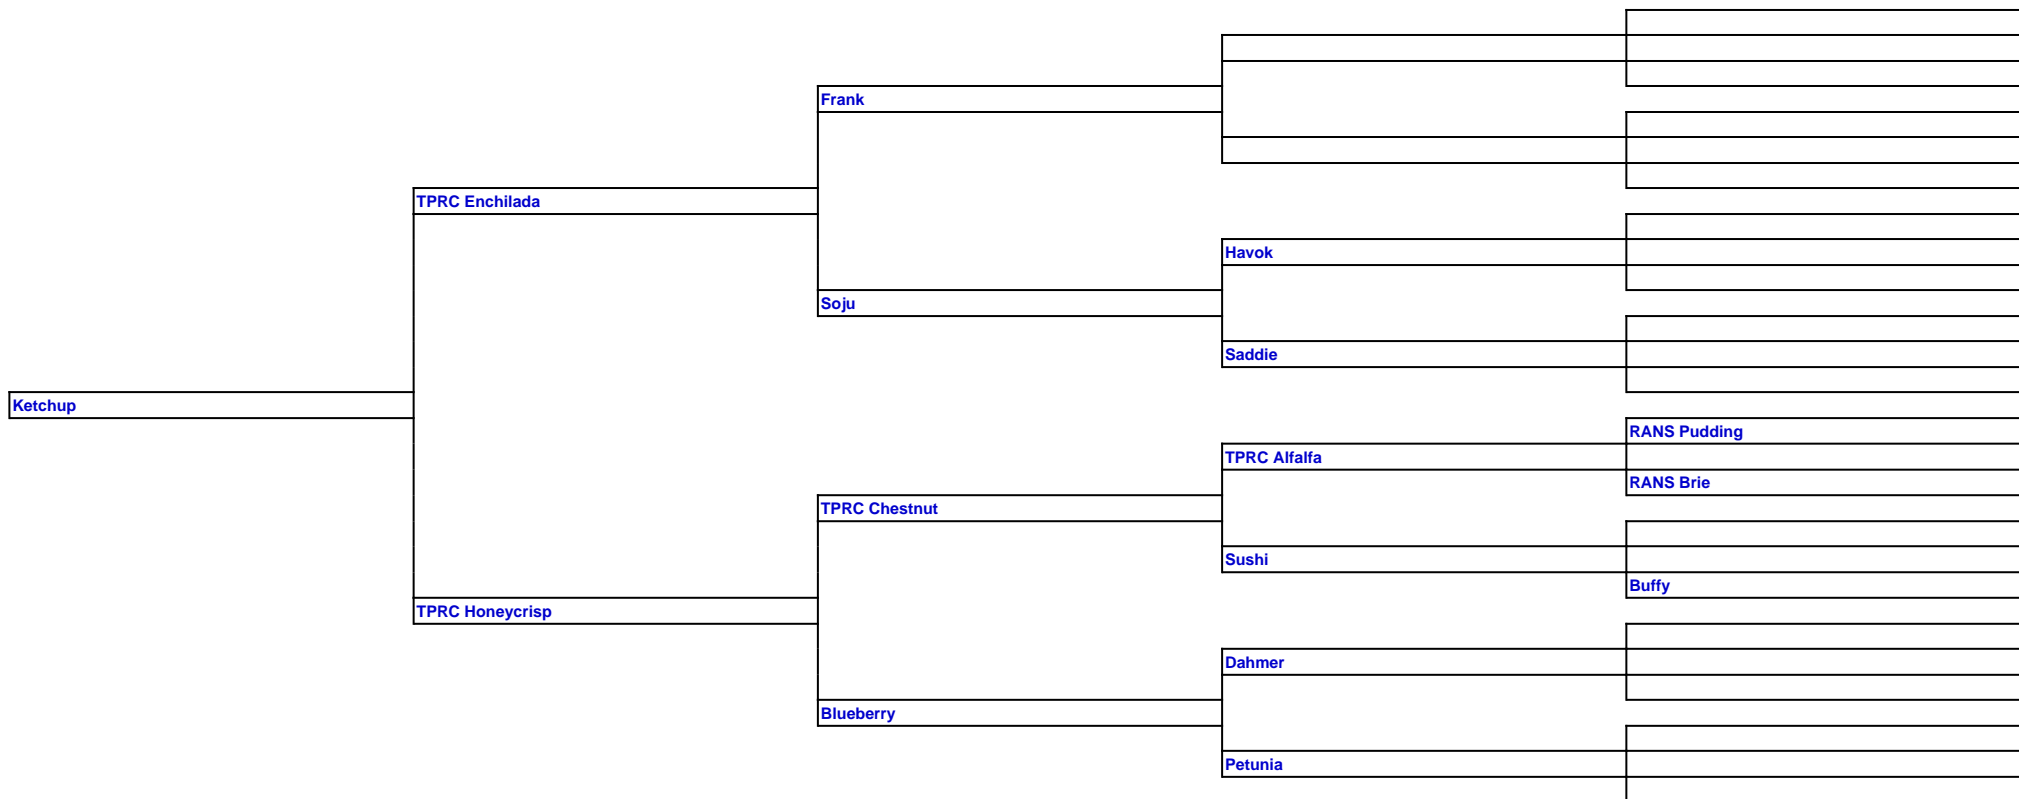 Frank
TPRC Enchilada
Havok
Soju
Saddie
Ketchup
RANS Pudding
TPRC Alfalfa
RANS Brie
TPRC Chestnut
Sushi
Buffy
TPRC Honeycrisp
Dahmer
Blueberry
Petunia